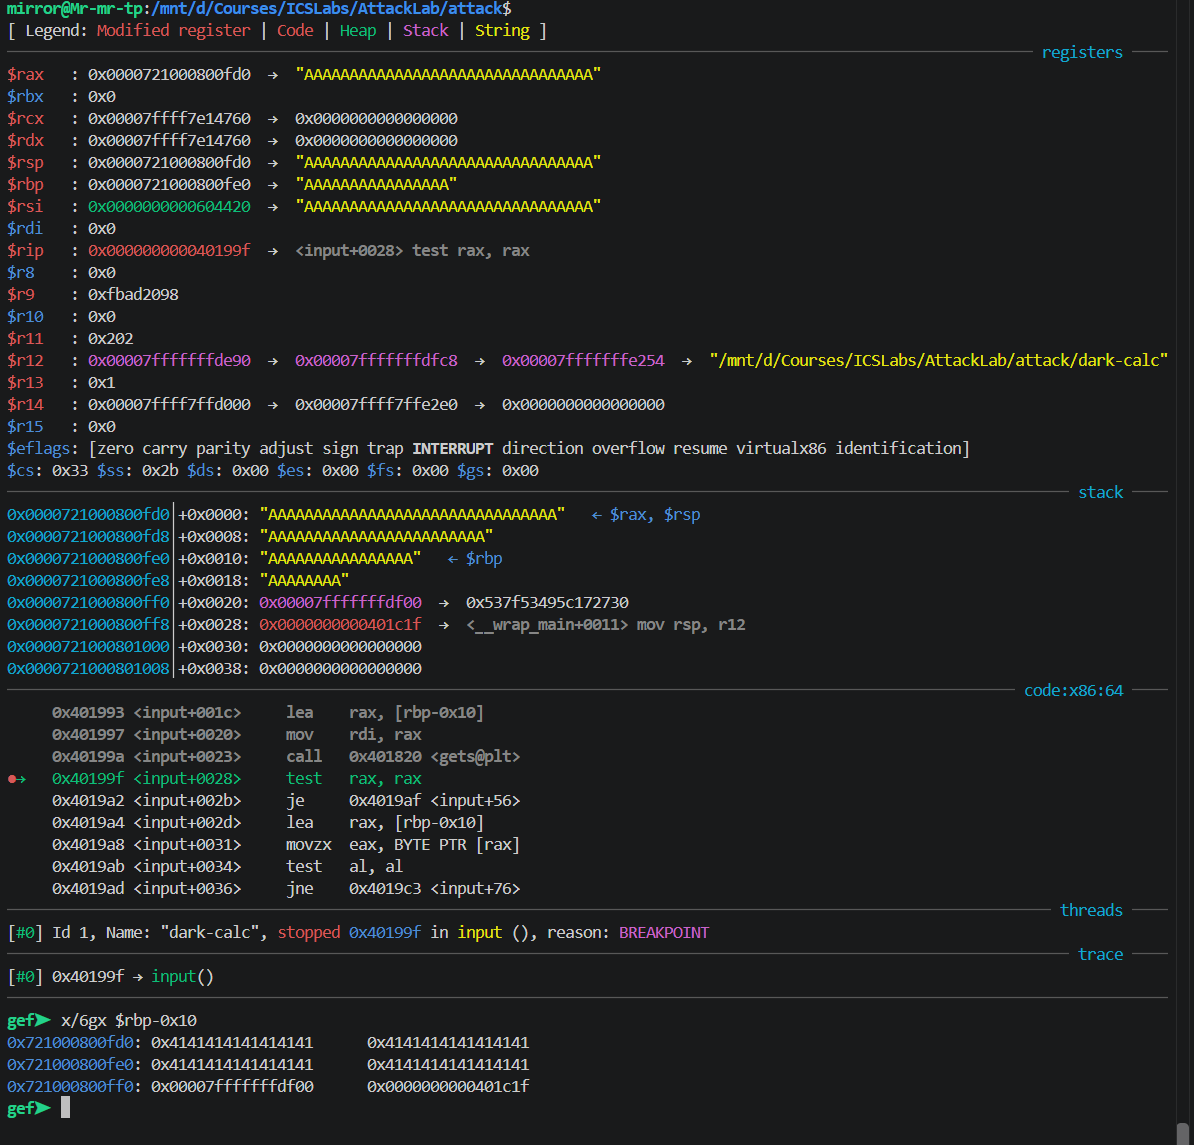 mirror@Mr-mr-tp:/mnt/d/Courses/ICSLabs/AttackLab/attack$
[ Legend: Modified register | Code | Heap | Stack | String ]
registers
$rax   : 0x0000721000800fd0  →  "AAAAAAAAAAAAAAAAAAAAAAAAAAAAAAAA"
$rbx   : 0x0
$rcx   : 0x00007ffff7e14760  →  0x0000000000000000
$rdx   : 0x00007ffff7e14760  →  0x0000000000000000
$rsp   : 0x0000721000800fd0  →  "AAAAAAAAAAAAAAAAAAAAAAAAAAAAAAAA"
$rbp   : 0x0000721000800fe0  →  "AAAAAAAAAAAAAAAA"
$rsi   : 0x0000000000604420  →  "AAAAAAAAAAAAAAAAAAAAAAAAAAAAAAAA"
$rdi   : 0x0
$rip   : 0x000000000040199f  →  <input+0028> test rax, rax
$r8    : 0x0
$r9    : 0xfbad2098
$r10   : 0x0
$r11   : 0x202
$r12   : 0x00007fffffffde90  →  0x00007fffffffdfc8  →  0x00007fffffffe254  →  "/mnt/d/Courses/ICSLabs/AttackLab/attack/dark-calc"
$r13   : 0x1
$r14   : 0x00007ffff7ffd000  →  0x00007ffff7ffe2e0  →  0x0000000000000000
$r15   : 0x0
$eflags: [zero carry parity adjust sign trap INTERRUPT direction overflow resume virtualx86 identification]
$cs: 0x33 $ss: 0x2b $ds: 0x00 $es: 0x00 $fs: 0x00 $gs: 0x00
stack
0x0000721000800fd0│+0x0000: "AAAAAAAAAAAAAAAAAAAAAAAAAAAAAAAA"   ← $rax, $rsp
0x0000721000800fd8│+0x0008: "AAAAAAAAAAAAAAAAAAAAAAAA"
0x0000721000800fe0│+0x0010: "AAAAAAAAAAAAAAAA"   ← $rbp
0x0000721000800fe8│+0x0018: "AAAAAAAA"
0x0000721000800ff0│+0x0020: 0x00007fffffffdf00  →  0x537f53495c172730
0x0000721000800ff8│+0x0028: 0x0000000000401c1f  →  <__wrap_main+0011> mov rsp, r12
0x0000721000801000│+0x0030: 0x0000000000000000
0x0000721000801008│+0x0038: 0x0000000000000000
code:x86:64
0x401993 <input+001c>     lea    rax, [rbp-0x10]
0x401997 <input+0020>     mov    rdi, rax
0x40199a <input+0023>     call   0x401820 <gets@plt>
●→   0x40199f <input+0028>     test   rax, rax
0x4019a2 <input+002b>     je     0x4019af <input+56>
0x4019a4 <input+002d>     lea    rax, [rbp-0x10]
0x4019a8 <input+0031>     movzx  eax, BYTE PTR [rax]
0x4019ab <input+0034>     test   al, al
0x4019ad <input+0036>     jne    0x4019c3 <input+76>
threads
[#0] Id 1, Name: "dark-calc", stopped 0x40199f in input (), reason: BREAKPOINT
trace
[#0] 0x40199f → input()
gef➤  x/6gx $rbp-0x10
0x721000800fd0: 0x4141414141414141      0x4141414141414141
0x721000800fe0: 0x4141414141414141      0x4141414141414141
0x721000800ff0: 0x00007fffffffdf00      0x0000000000401c1f
gef➤